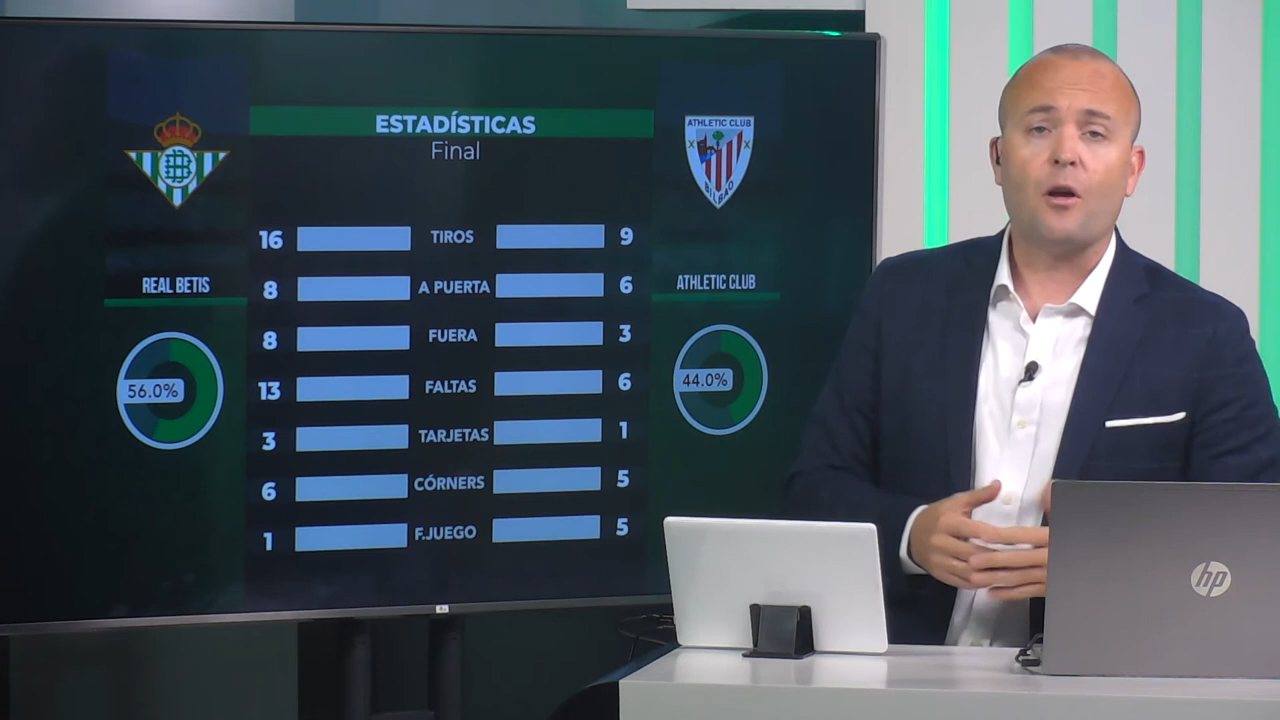 ESTADÍSTICAS
Final
ATHLETIC CLUB
BILBAO
16 TIROS 9
8 A PUERTA 6
8 FUERA 3
13 FALTAS 6
3 TARJETAS 1
6 CÓRNERS 5
1 F.JUEGO 5
REAL BETIS
56.0%
ATHLETIC CLUB
44.0%
hp